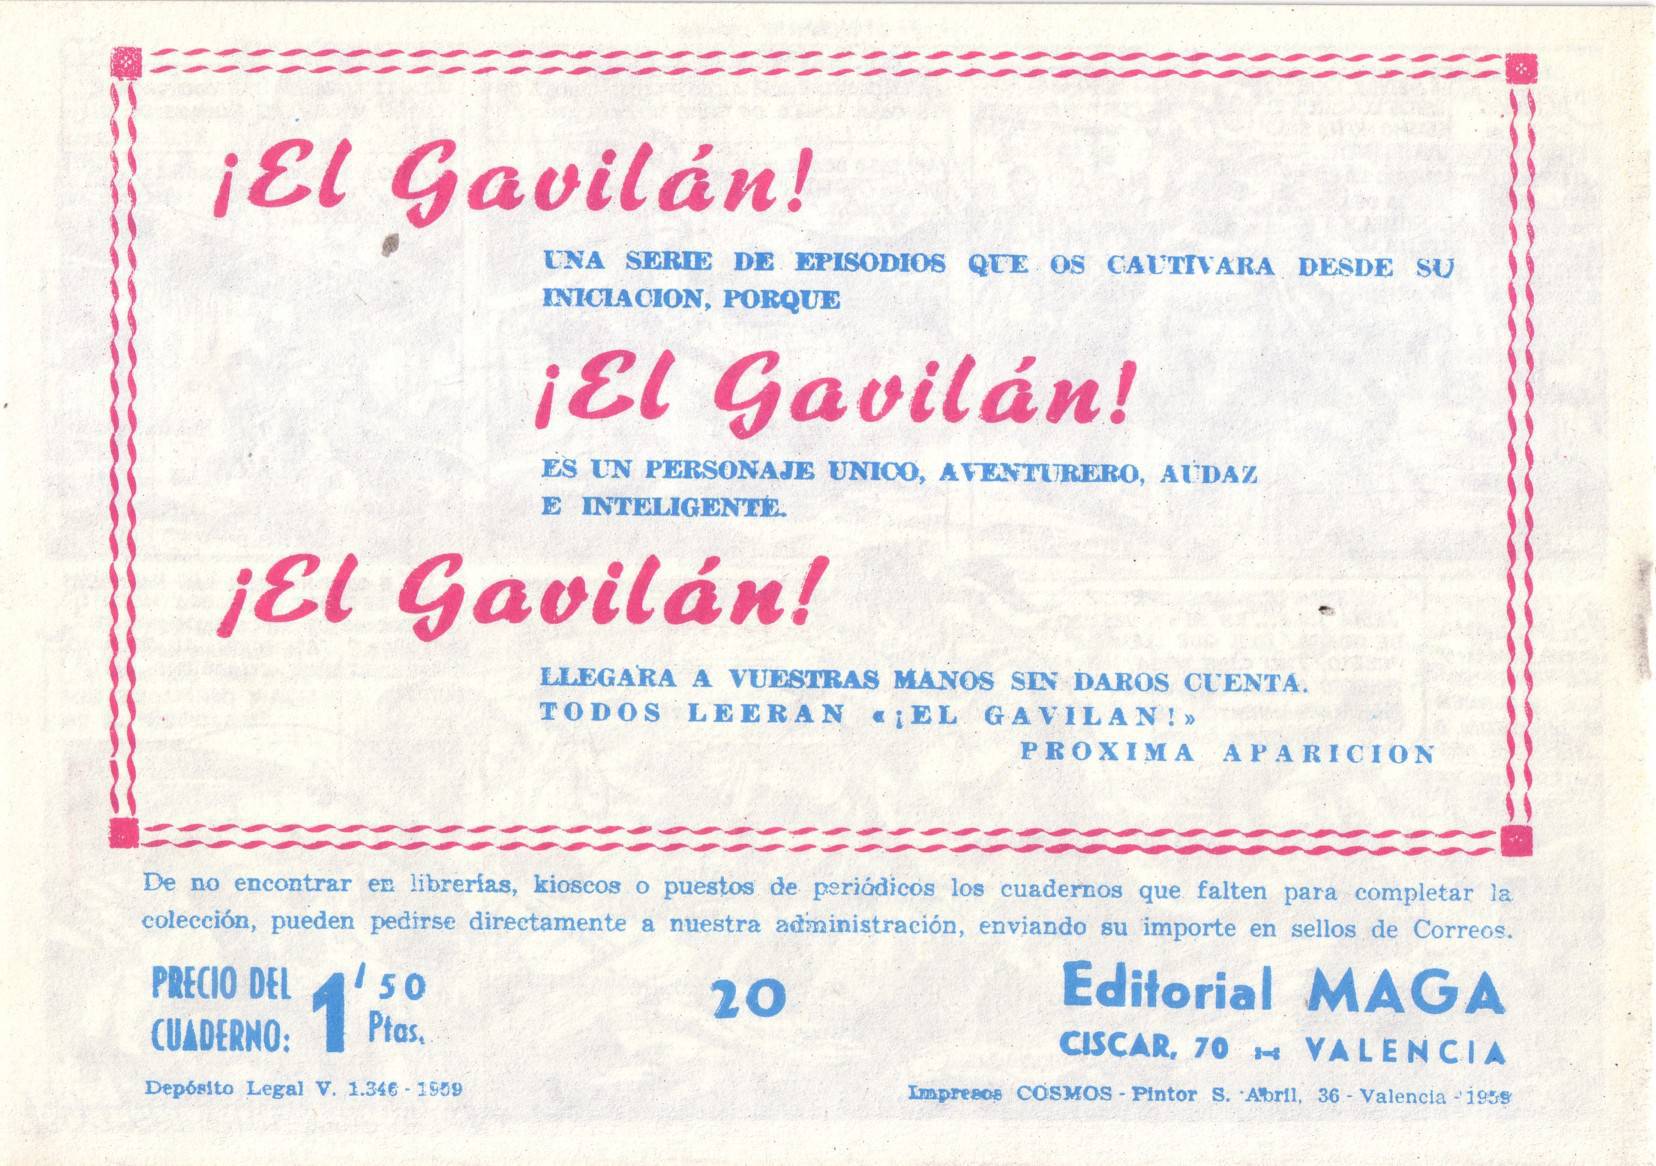 ¡El Gavilán!
UNA SERIE DE EPISODIOS QUE OS CAUTIVARA DESDE SU
INICIACION, PORQUE
¡El Gavilán!
ES UN PERSONAJE UNICO, AVENTURERO, AUDAZ
E INTELIGENTE.
¡El Gavilán!
LLEGARA A VUESTRAS MANOS SIN DAROS CUENTA.
TODOS LEERAN «¡EL GAVILAN!»
PROXIMA APARICION
De no encontrar en librerías, kioscos o puestos de periódicos los cuadernos que falten para completar la
colección, pueden pedirse directamente a nuestra administración, enviando su importe en sellos de Correos.
PRECIO DEL
CUADERNO: 1'50
Ptas.
20
Editorial MAGA
CISCAR, 70 - VALENCIA
Depósito Legal V. 1.346 - 1959
Impresos COSMOS - Pintor S. Abril, 36 - Valencia - 1959